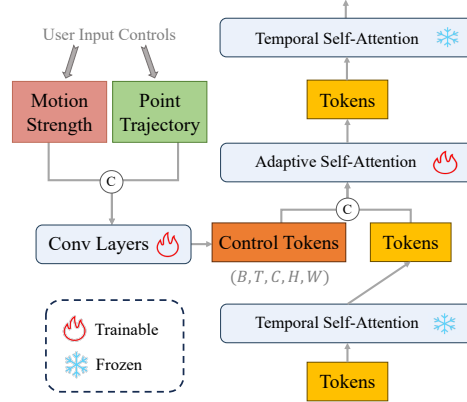 User Input Controls
Motion
Strength
Point
Trajectory
C
Conv Layers
Trainable
Frozen
Temporal Self-Attention
Tokens
Adaptive Self-Attention
C
Control Tokens
Tokens
(B,T,C,H,W)
Temporal Self-Attention
Tokens